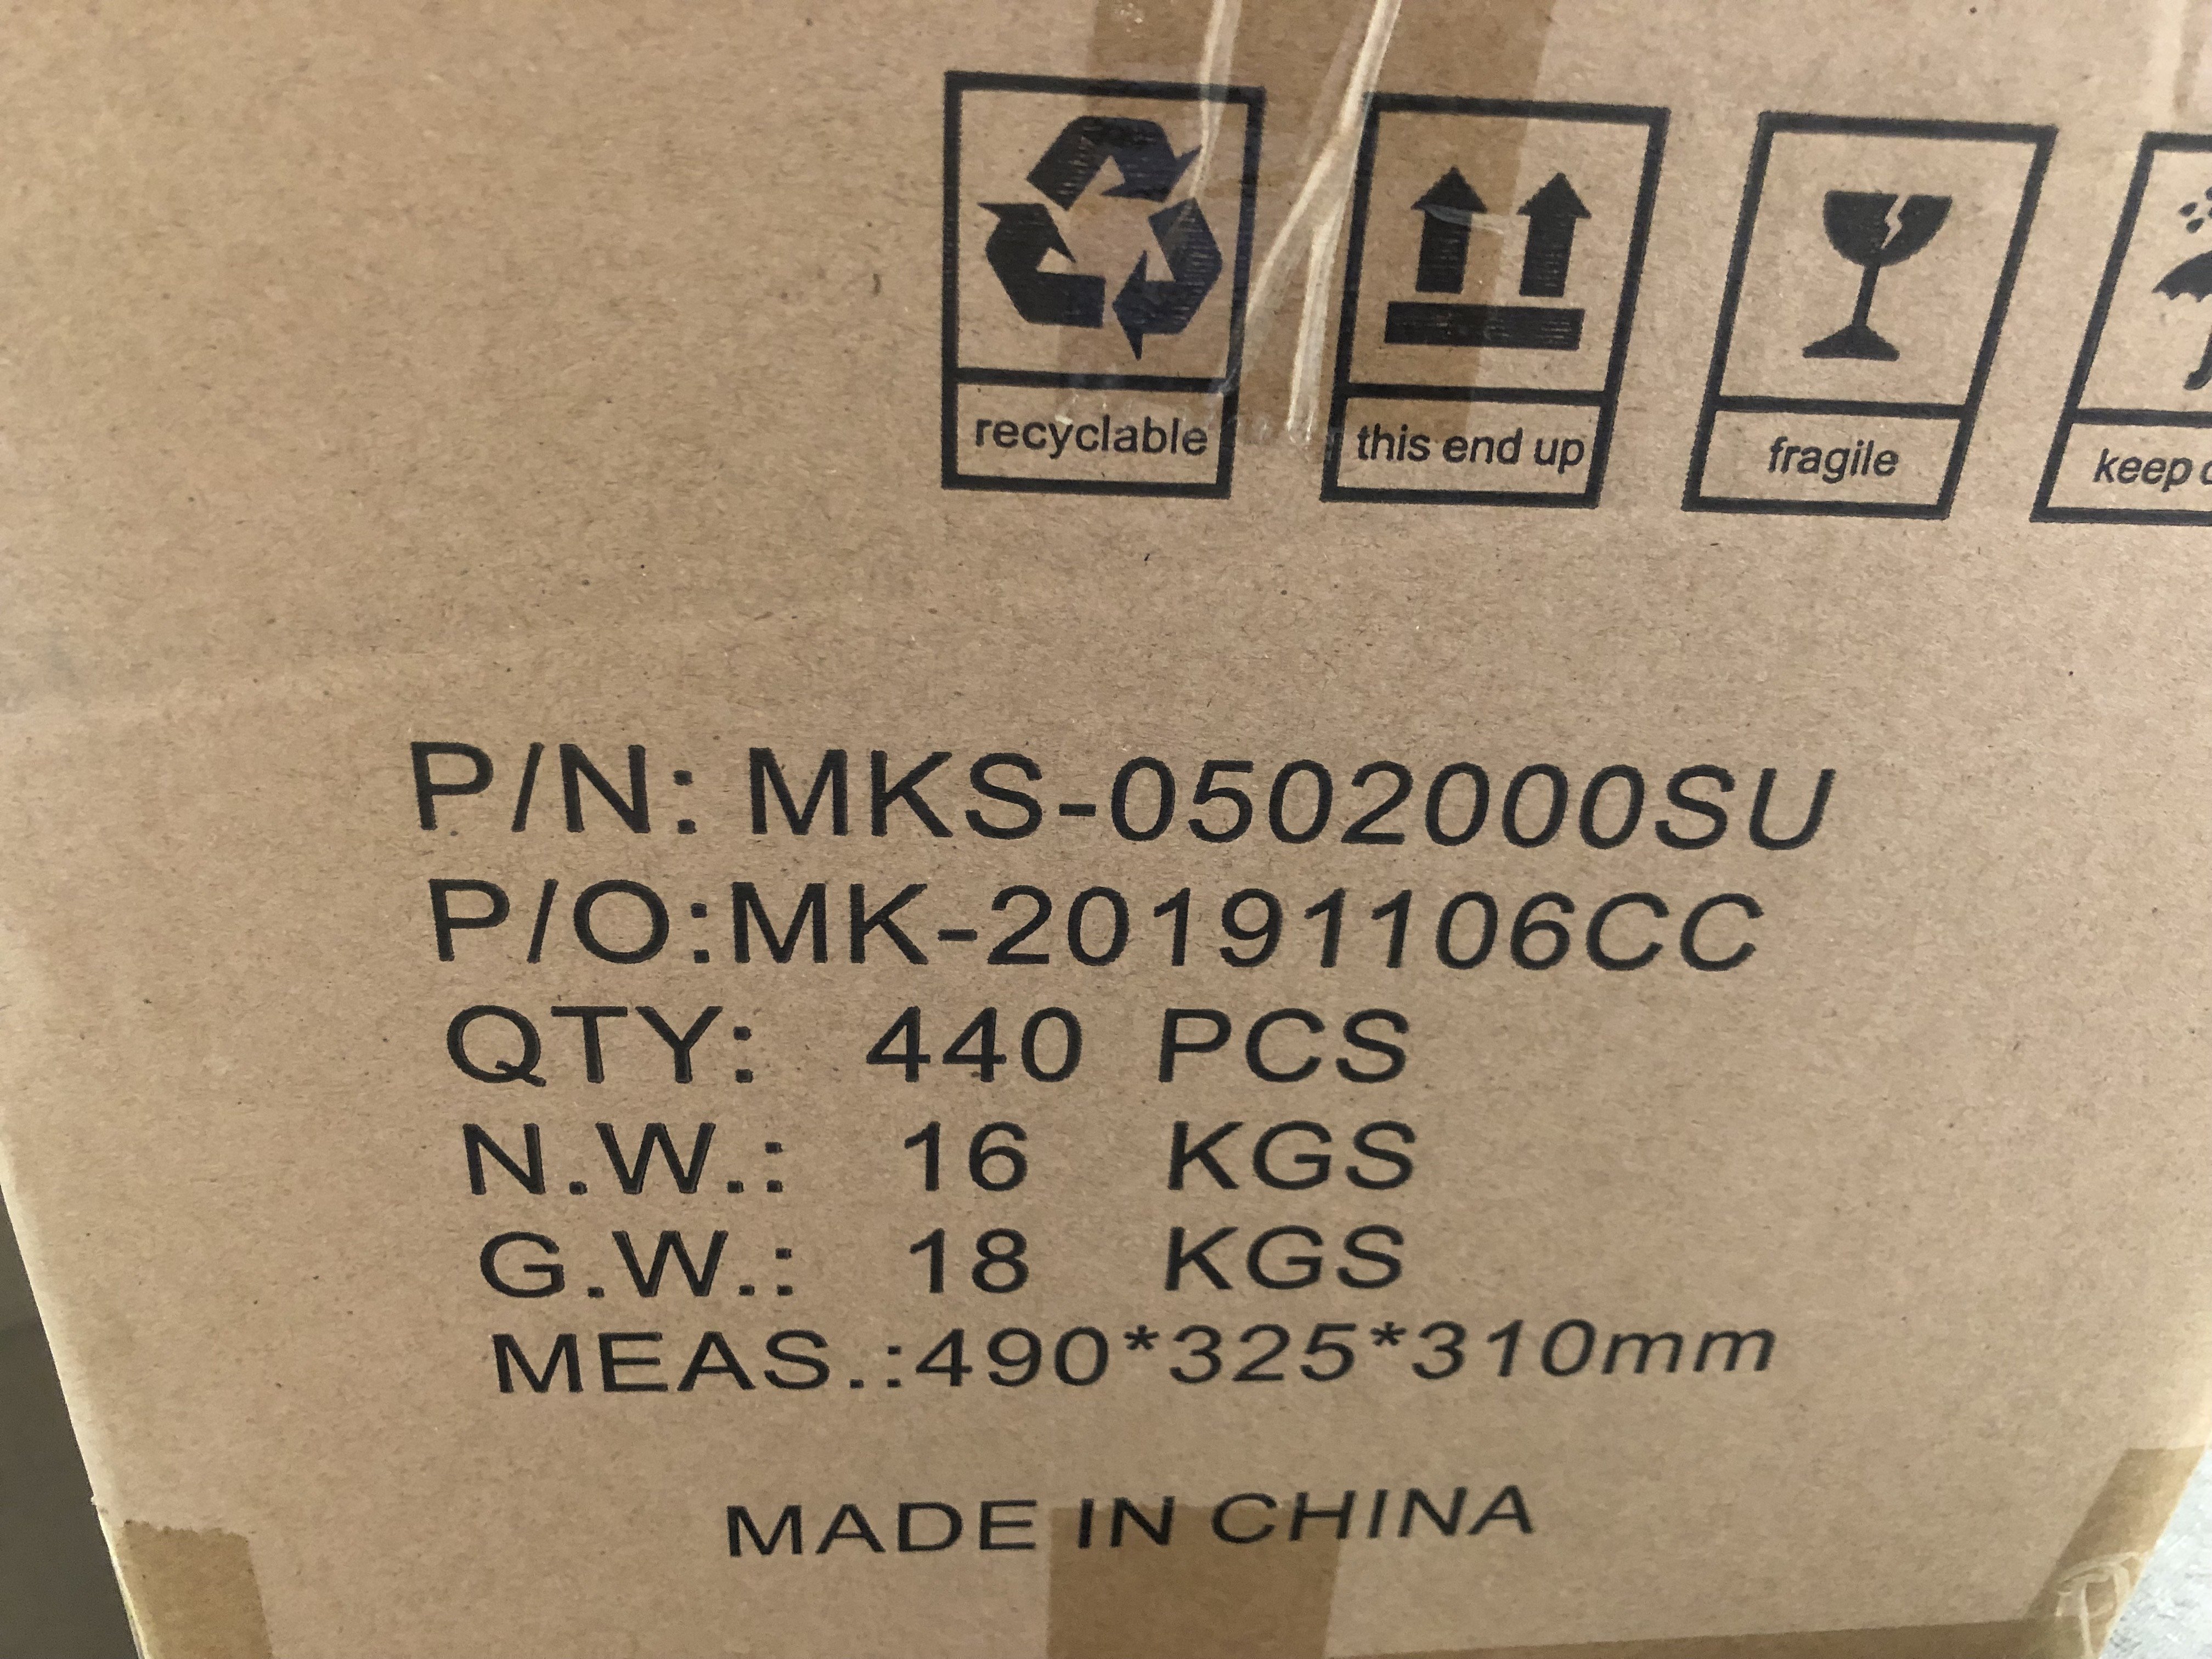 recyclable this end up fragile keep
P/N: MKS-0502000SU
P/O:MK-20191106CC
QTY: 440 PCS
N.W.: 16 KGS
G.W.: 18 KGS
MEAS.:490*325*310mm
MADE IN CHINA